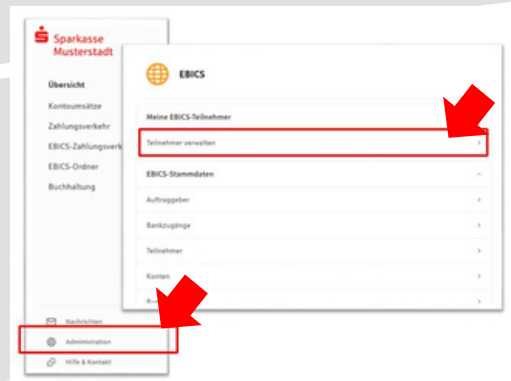 Sparkasse
Musterstadt
Übersicht
Kontoumsätze
Zahlungsverkehr
EBICS-Zahlungsverk
EBICS-Ordner
Buchhaltung
Nachrichten
Administration
Hilfe & Kontakt
EBICS
Meine EBICS-Teilnehmer
Teilnehmer verwalten
EBICS-Stammdaten
Auftraggeber
Bankzugänge
Teilnehmer
Konten